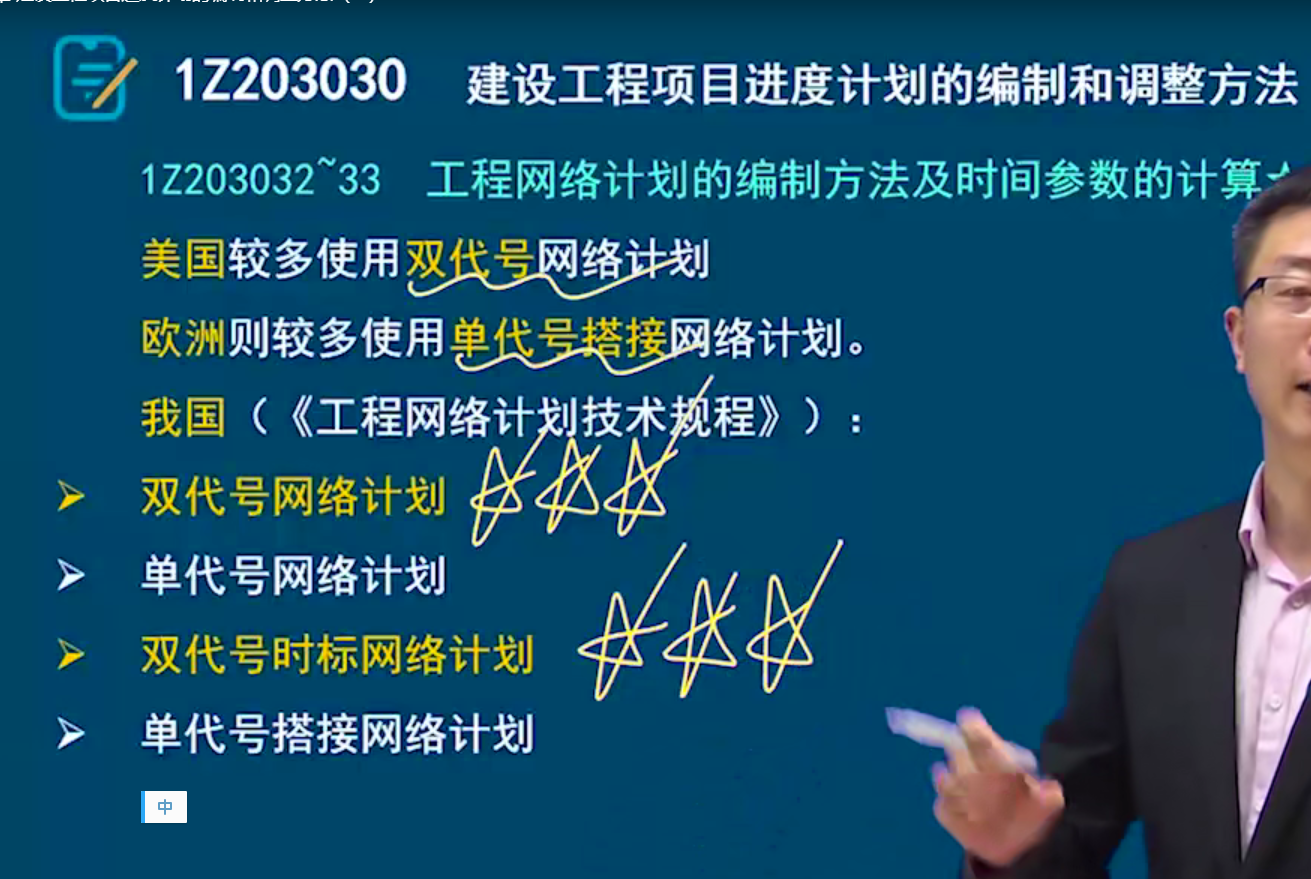 1Z203030 建设工程项目进度计划的编制和调整方法
1Z203032~33 工程网络计划的编制方法及时间参数的计算
美国较多使用双代号网络计划
欧洲则较多使用单代号搭接网络计划。
我国（《工程网络计划技术规程》）：
➢ 双代号网络计划
➢ 单代号网络计划
➢ 双代号时标网络计划
➢ 单代号搭接网络计划
中